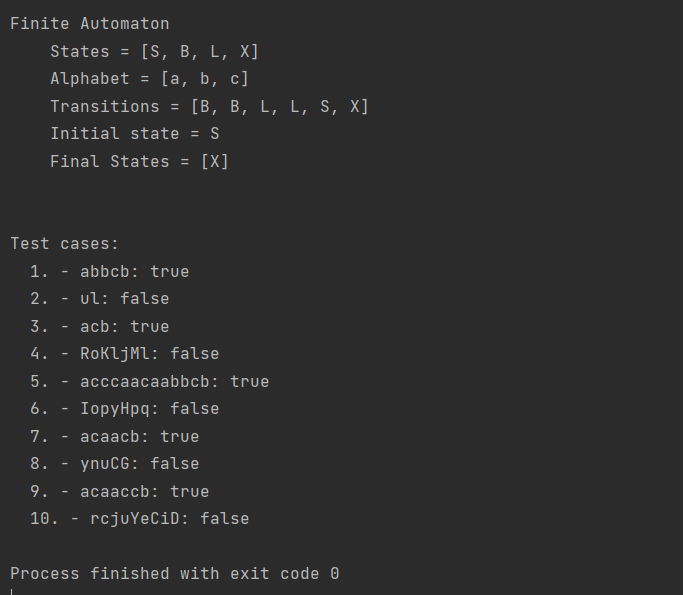 Finite Automaton
States = [S, B, L, X]
Alphabet = [a, b, c]
Transitions = [B, B, L, L, S, X]
Initial state = S
Final States = [X]
Test cases:
1. - abbcb: true
2. - ul: false
3. - acb: true
4. - RoKljMl: false
5. - acccaacaabbcb: true
6. - IopyHpq: false
7. - acaacb: true
8. - ynuCG: false
9. - acaaccb: true
10. - rcjuYeCiD: false
Process finished with exit code 0